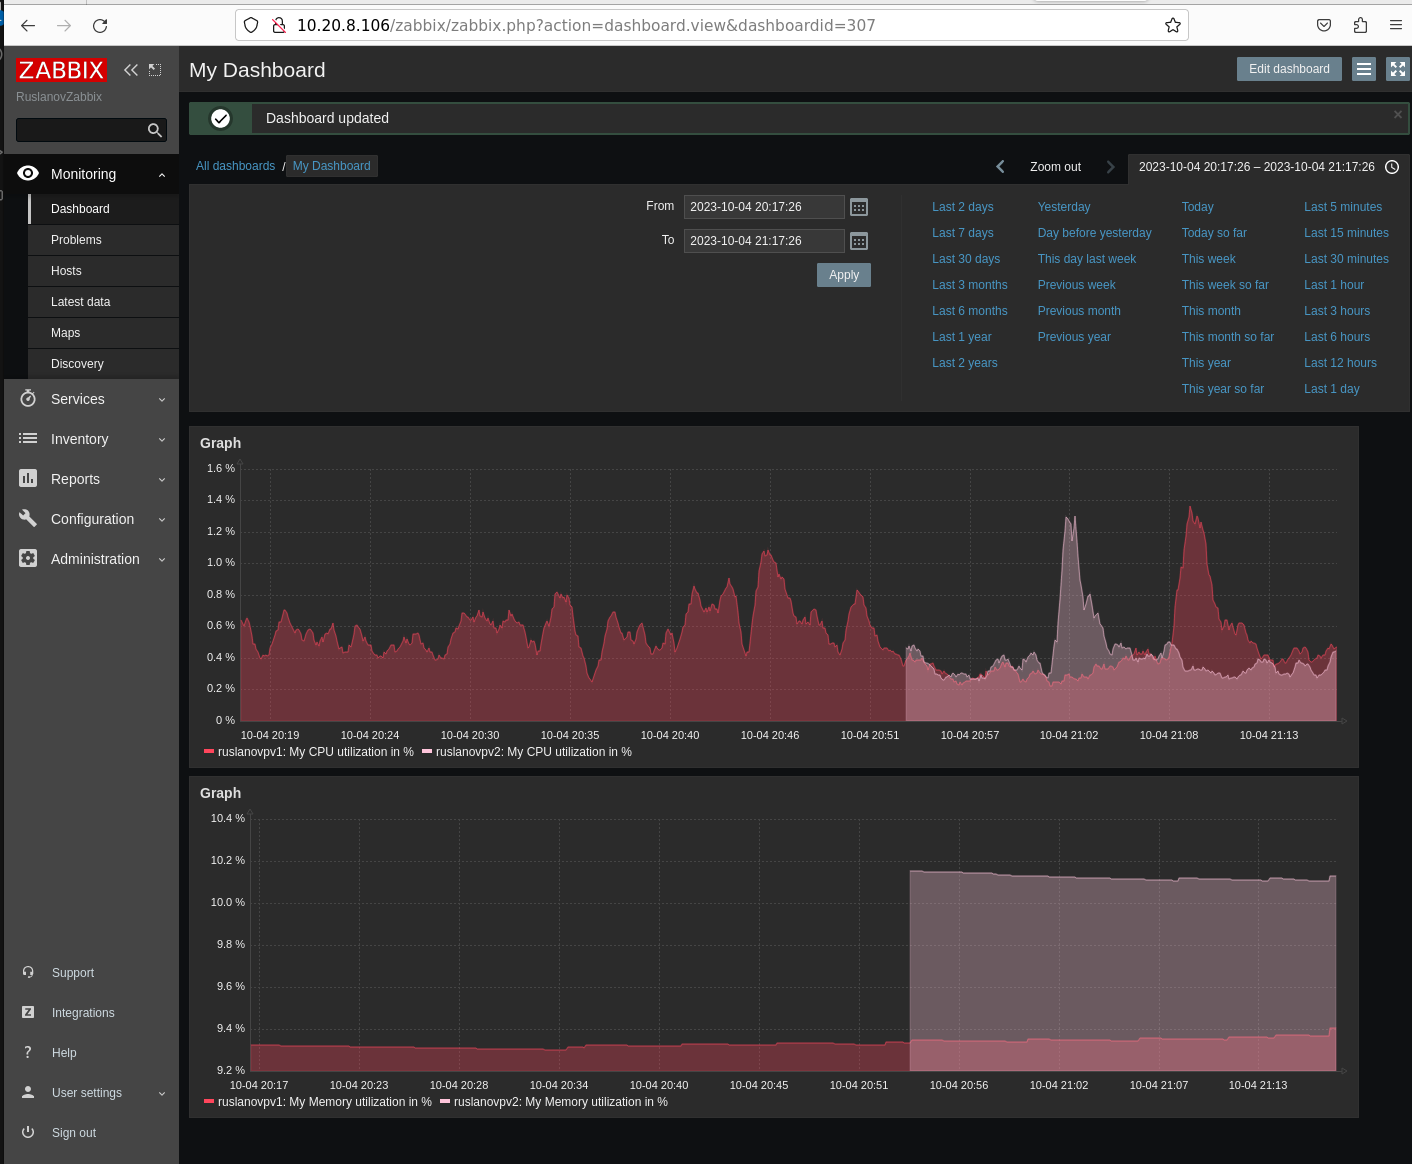 10.20.8.106/zabbix/zabbix.php?action=dashboard.view&dashboardid=307
ZABBIX
RuslanovZabbix
Monitoring
Dashboard
Problems
Hosts
Latest data
Maps
Discovery
Services
Inventory
Reports
Configuration
Administration
Support
Z Integrations
? Help
User settings
Sign out
My Dashboard
Edit dashboard
Dashboard updated
All dashboards / My Dashboard
Zoom out
2023-10-04 20:17:26 – 2023-10-04 21:17:26
From 2023-10-04 20:17:26
To 2023-10-04 21:17:26
Apply
Last 2 days Yesterday Today Last 5 minutes
Last 7 days Day before yesterday Today so far Last 15 minutes
Last 30 days This day last week This week Last 30 minutes
Last 3 months Previous week This week so far Last 1 hour
Last 6 months Previous month This month Last 3 hours
Last 1 year Previous year This month so far Last 6 hours
Last 2 years This year Last 12 hours
This year so far Last 1 day
Graph
1.6 %
1.4 %
1.2 %
1.0 %
0.8 %
0.6 %
0.4 %
0.2 %
0 %
10-04 20:19 10-04 20:24 10-04 20:30 10-04 20:35 10-04 20:40 10-04 20:46 10-04 20:51 10-04 20:57 10-04 21:02 10-04 21:08 10-04 21:13
ruslanovpv1: My CPU utilization in % ruslanovpv2: My CPU utilization in %
Graph
10.4 %
10.2 %
10.0 %
9.8 %
9.6 %
9.4 %
9.2 %
10-04 20:17 10-04 20:23 10-04 20:28 10-04 20:34 10-04 20:40 10-04 20:45 10-04 20:51 10-04 20:56 10-04 21:02 10-04 21:07 10-04 21:13
ruslanovpv1: My Memory utilization in % ruslanovpv2: My Memory utilization in %